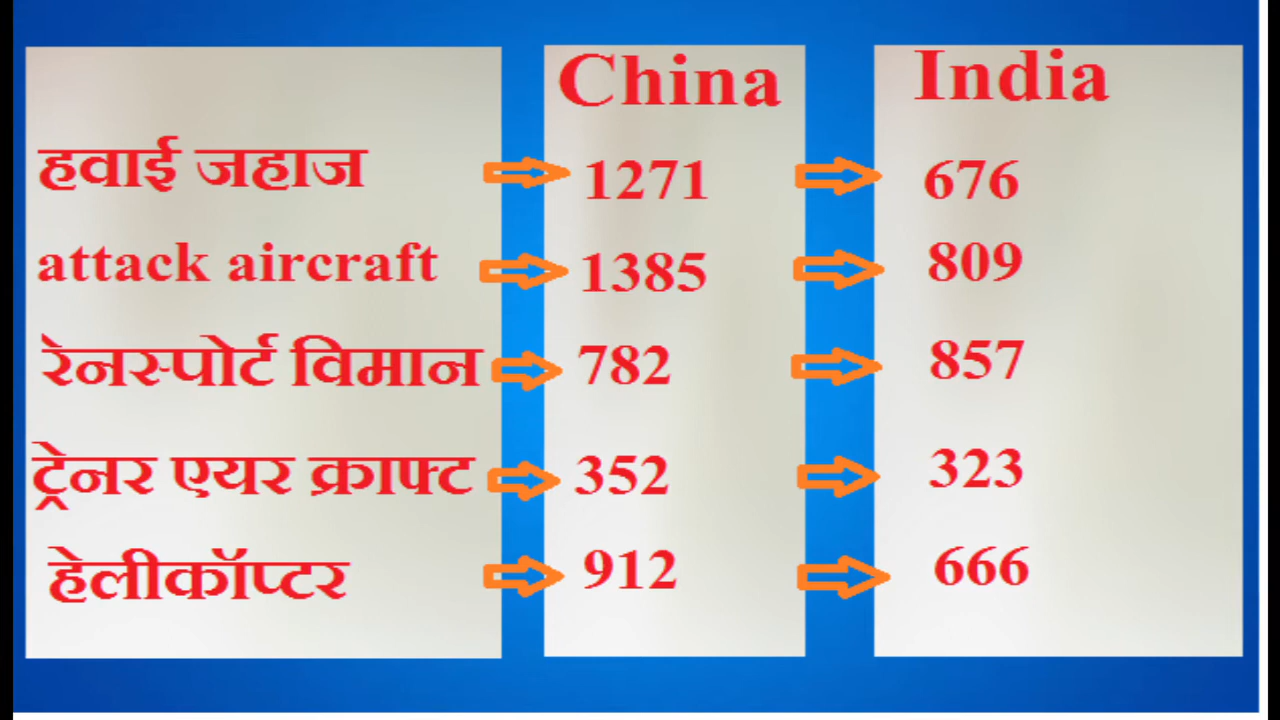 China India
हवाई जहाज 1271 676
attack aircraft 1385 809
रेनस्पोर्ट विमान 782 857
ट्रेनर एयर क्राफ्ट 352 323
हेलीकॉप्टर 912 666